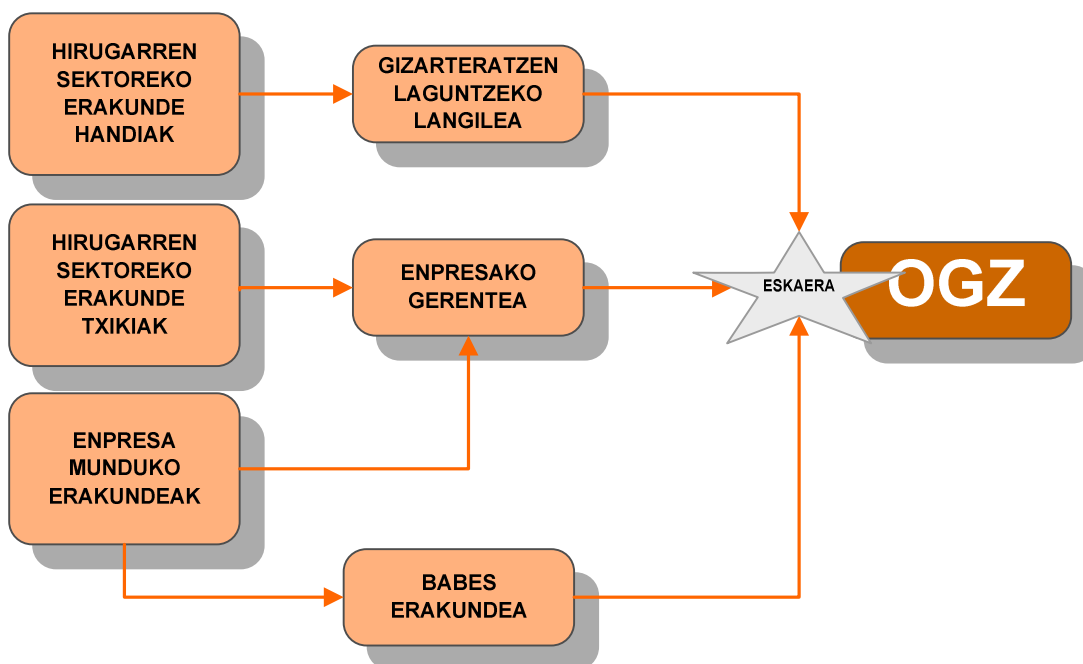 HIRUGARREN
SEKTOREKO
ERAKUNDE
HANDIAK
GIZARTERATZEN
LAGUNTZEKO
LANGILEA
HIRUGARREN
SEKTOREKO
ERAKUNDE
TXIKIAK
ENPRESAKO
GERENTEA
ESKAERA
OGZ
ENPRESA
MUNDUKO
ERAKUNDEAK
BABES
ERAKUNDEA